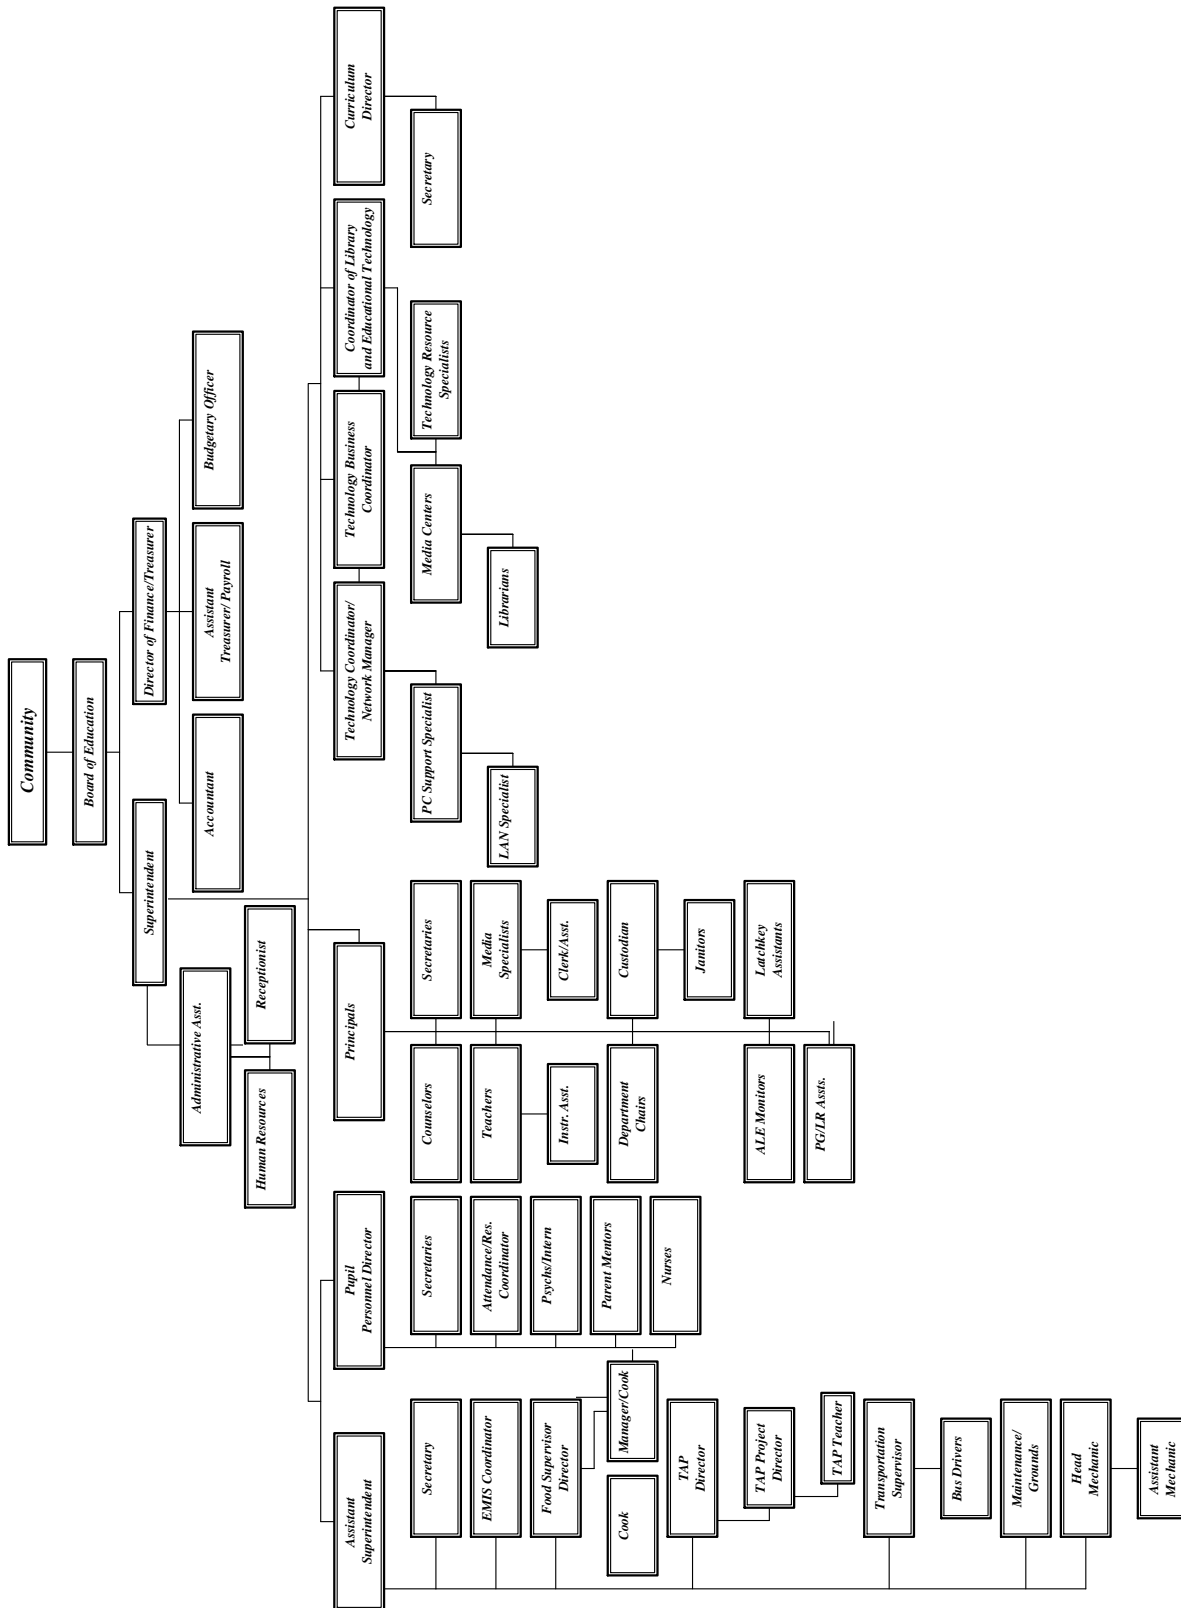 Community
Board of Education
Superintendent
Director of Finance/Treasurer
Administrative Asst.
Human Resources
Receptionist
Accountant
Assistant
Treasurer/ Payroll
Budgetary Officer
Assistant
Superintendent
Pupil
Personnel Director
Principals
Technology Coordinator/
Network Manager
Technology Business
Coordinator
Coordinator of Library
and Educational Technology
Curriculum
Director
Secretary
EMIS Coordinator
Food Supervisor
Director
Cook
Manager/Cook
TAP
Director
TAP Project
Director
TAP Teacher
Transportation
Supervisor
Bus Drivers
Maintenance/
Grounds
Head
Mechanic
Assistant
Mechanic
Secretaries
Attendance/Res.
Coordinator
Psychs/Intern
Parent Mentors
Nurses
Counselors
Secretaries
Teachers
Media
Specialists
Instr. Asst.
Clerk/Asst.
Department
Chairs
Custodian
Janitors
ALE Monitors
Latchkey
Assistants
PG/LR Assts.
PC Support Specialist
LAN Specialist
Media Centers
Technology Resource
Specialists
Librarians
Secretary